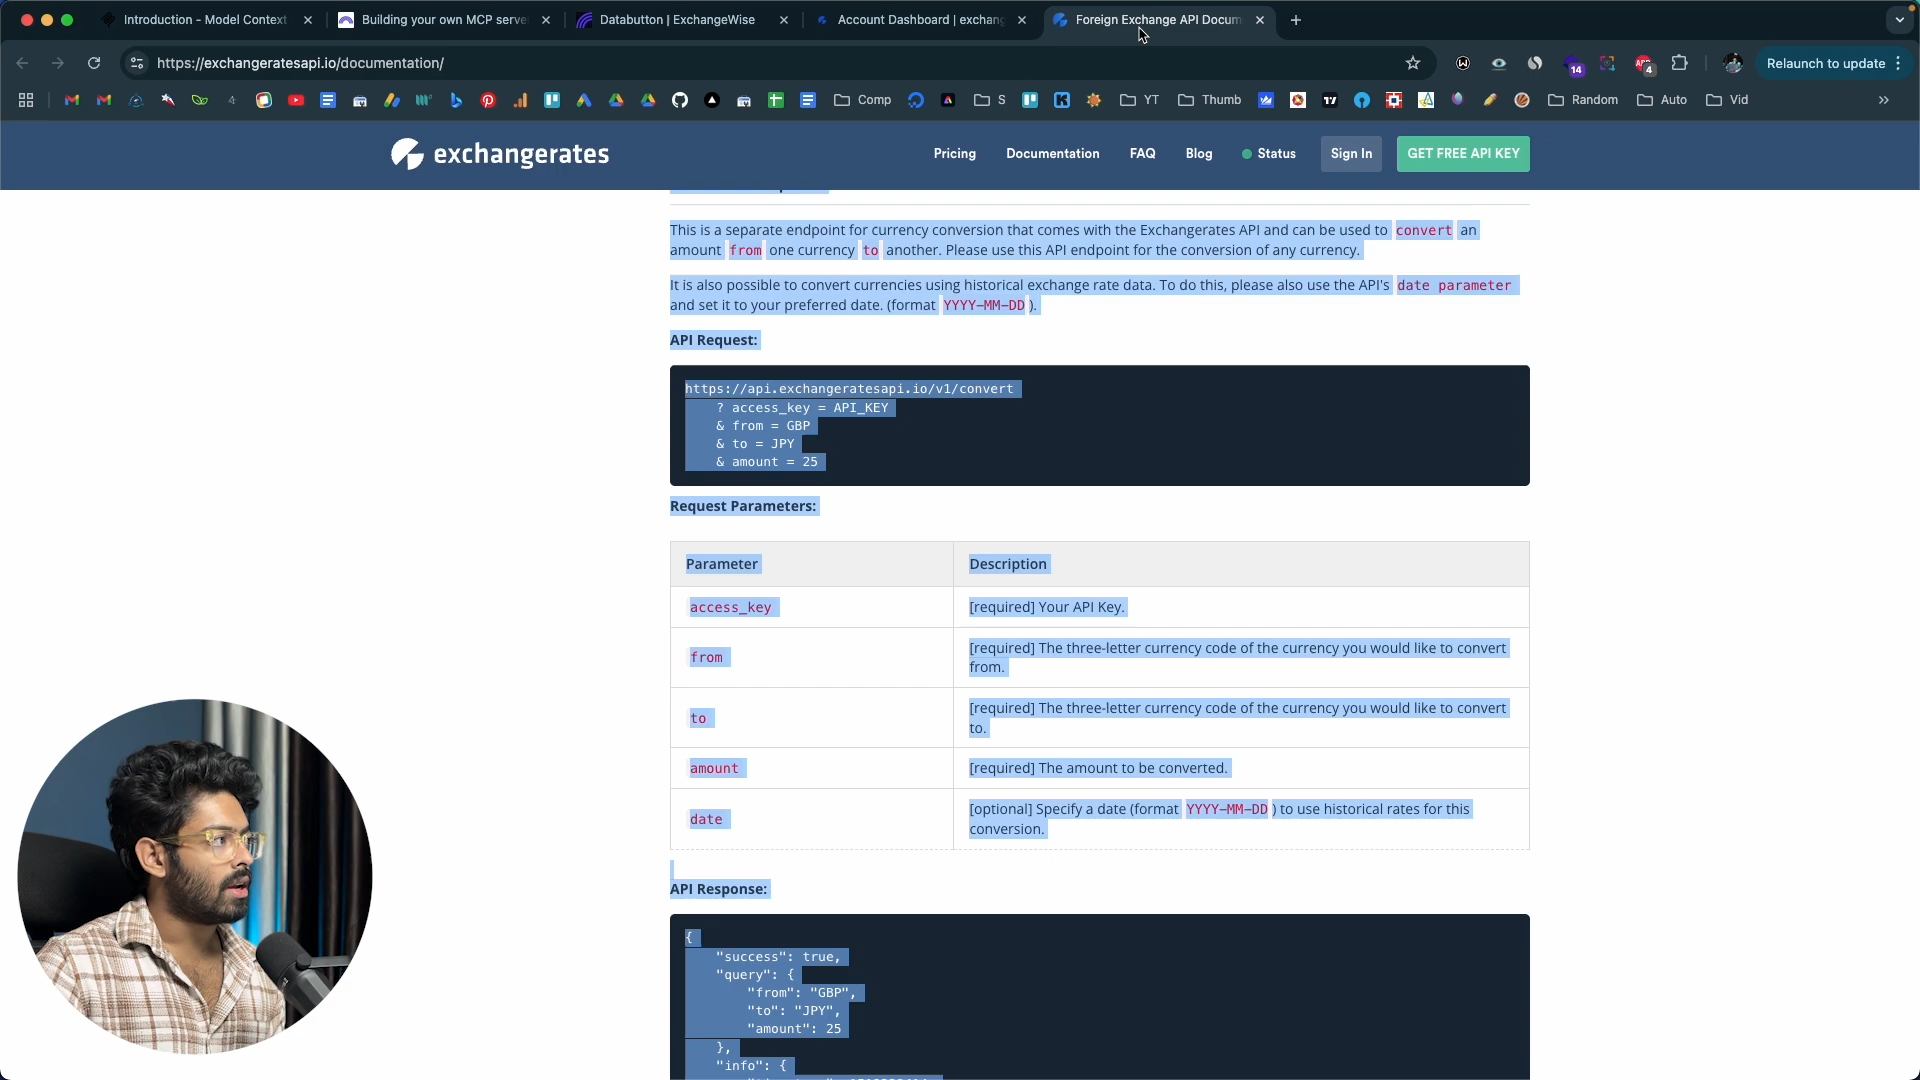 Introduction - Model Context
Building your own MCP serve
Databutton | ExchangeWise
Account Dashboard | exchang
Foreign Exchange API Docum
https://exchangeratesapi.io/documentation/
14
4
Relaunch to update
Comp
S
YT
Thumb
Random
Auto
Vid
exchangerates
Pricing
Documentation
FAQ
Blog
Status
Sign In
GET FREE API KEY
This is a separate endpoint for currency conversion that comes with the Exchangerates API and can be used to convert an
amount from one currency to another. Please use this API endpoint for the conversion of any currency.
It is also possible to convert currencies using historical exchange rate data. To do this, please also use the API's date parameter
and set it to your preferred date. (format YYYY-MM-DD ).
API Request:
https://api.exchangeratesapi.io/v1/convert
? access_key = API_KEY
& from = GBP
& to = JPY
& amount = 25
Request Parameters:
Parameter Description
access_key [required] Your API Key.
from [required] The three-letter currency code of the currency you would like to convert
from.
to [required] The three-letter currency code of the currency you would like to convert
to.
amount [required] The amount to be converted.
date [optional] Specify a date (format YYYY-MM-DD ) to use historical rates for this
conversion.
API Response:
{
"success": true,
"query": {
"from": "GBP",
"to": "JPY",
"amount": 25
},
"info": {